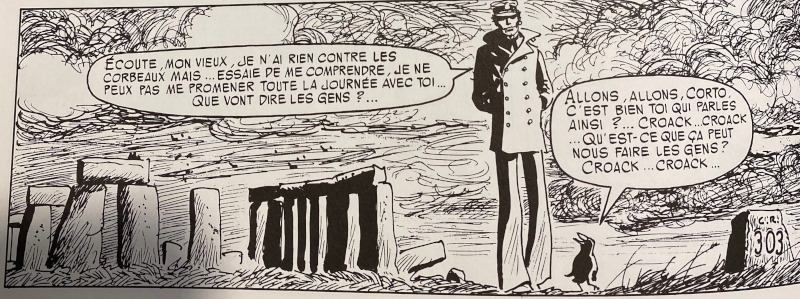 ÉCOUTE, MON VIEUX, JE N'AI RIEN CONTRE LES
CORBEAUX MAIS... ESSAIE DE ME COMPRENDRE, JE NE
PEUX PAS ME PROMENER TOUTE LA JOURNÉE AVEC TOI...
QUE VONT DIRE LES GENS ?...
ALLONS, ALLONS, CORTO
C'EST BIEN TOI QUI PARLES
AINSI ?... CROACK...CROACK
...QU'EST-CE QUE ÇA PEUT
NOUS FAIRE LES GENS?
CROACK...CROACK...
C.R.
303